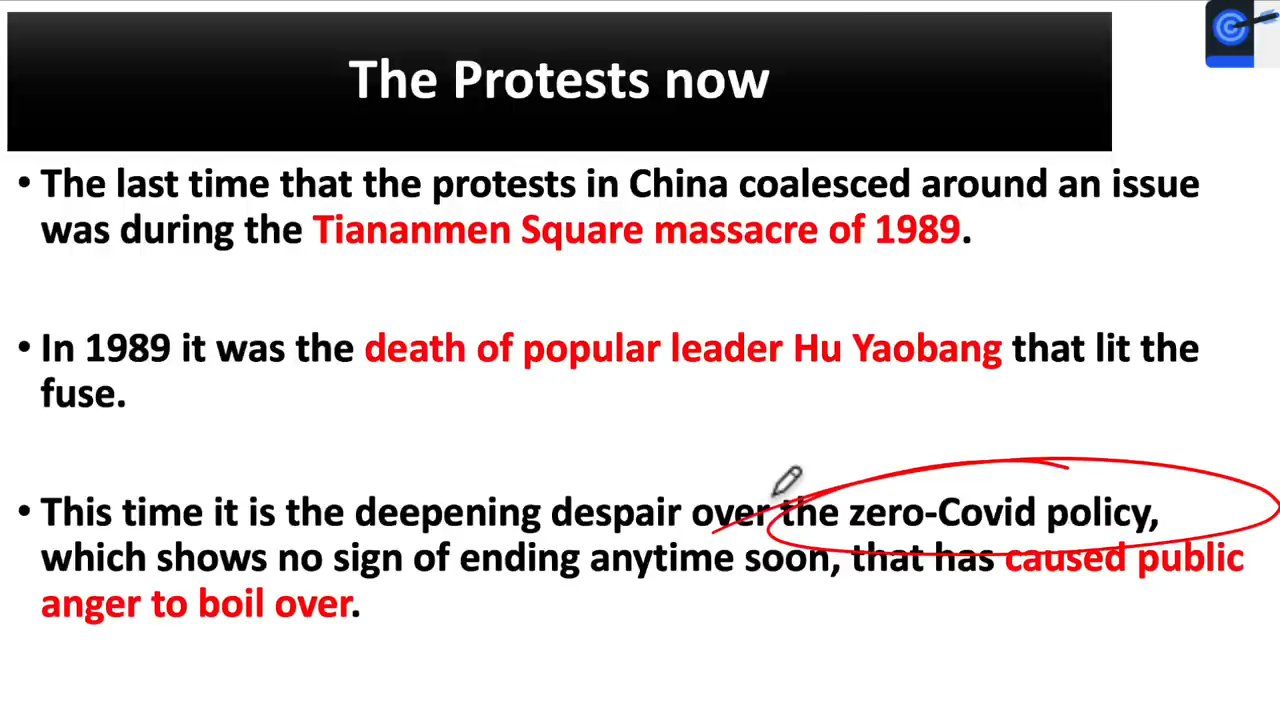 The Protests now
• The last time that the protests in China coalesced around an issue
was during the Tiananmen Square massacre of 1989.
• In 1989 it was the death of popular leader Hu Yaobang that lit the
fuse.
• This time it is the deepening despair over the zero-Covid policy,
which shows no sign of ending anytime soon, that has caused public
anger to boil over.